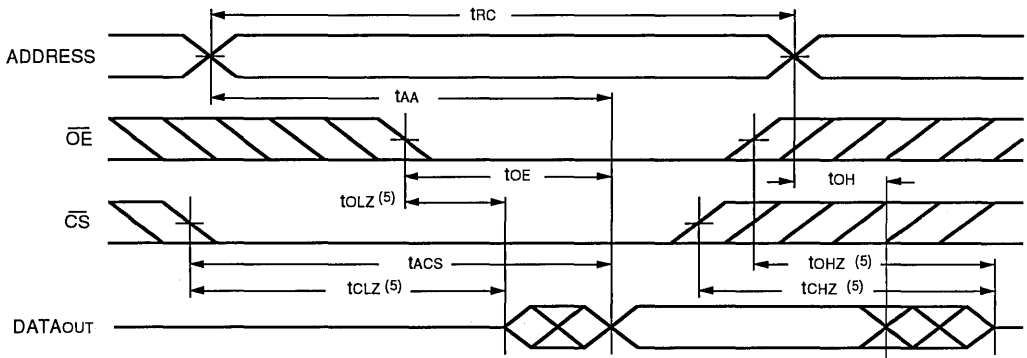 tRC
ADDRESS
tAA
OE
tOE
tOH
tOLZ (5)
CS
tACS
tOHZ (5)
tCLZ (5)
tCHZ (5)
DATAOUT